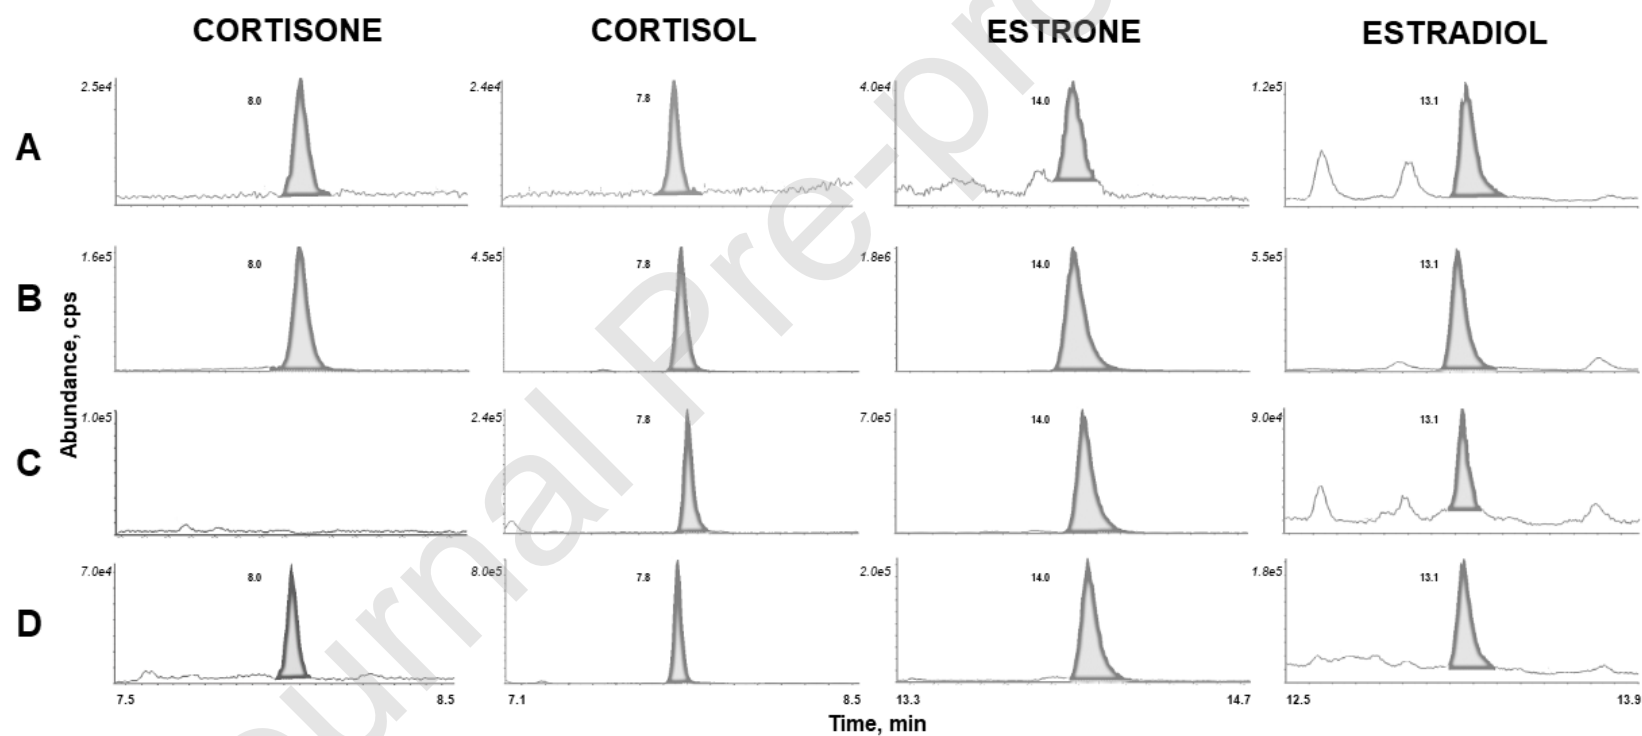 CORTISONE CORTISOL ESTRONE ESTRADIOL
A
2.5e4 8.0 2.4e4 7.8 4.0e4 14.0 1.2e5 13.1
B
1.6e5 8.0 4.5e5 7.8 1.8e6 14.0 5.5e5 13.1
Abundance, cps
C
1.0e5 2.4e5 7.8 7.0e5 14.0 9.0e4 13.1
D
7.0e4 8.0 8.0e5 7.8 2.0e5 14.0 1.8e5 13.1
7.5 8.5 7.1 8.5 13.3 14.7 12.5 13.9
Time, min
ournal Pre-pr